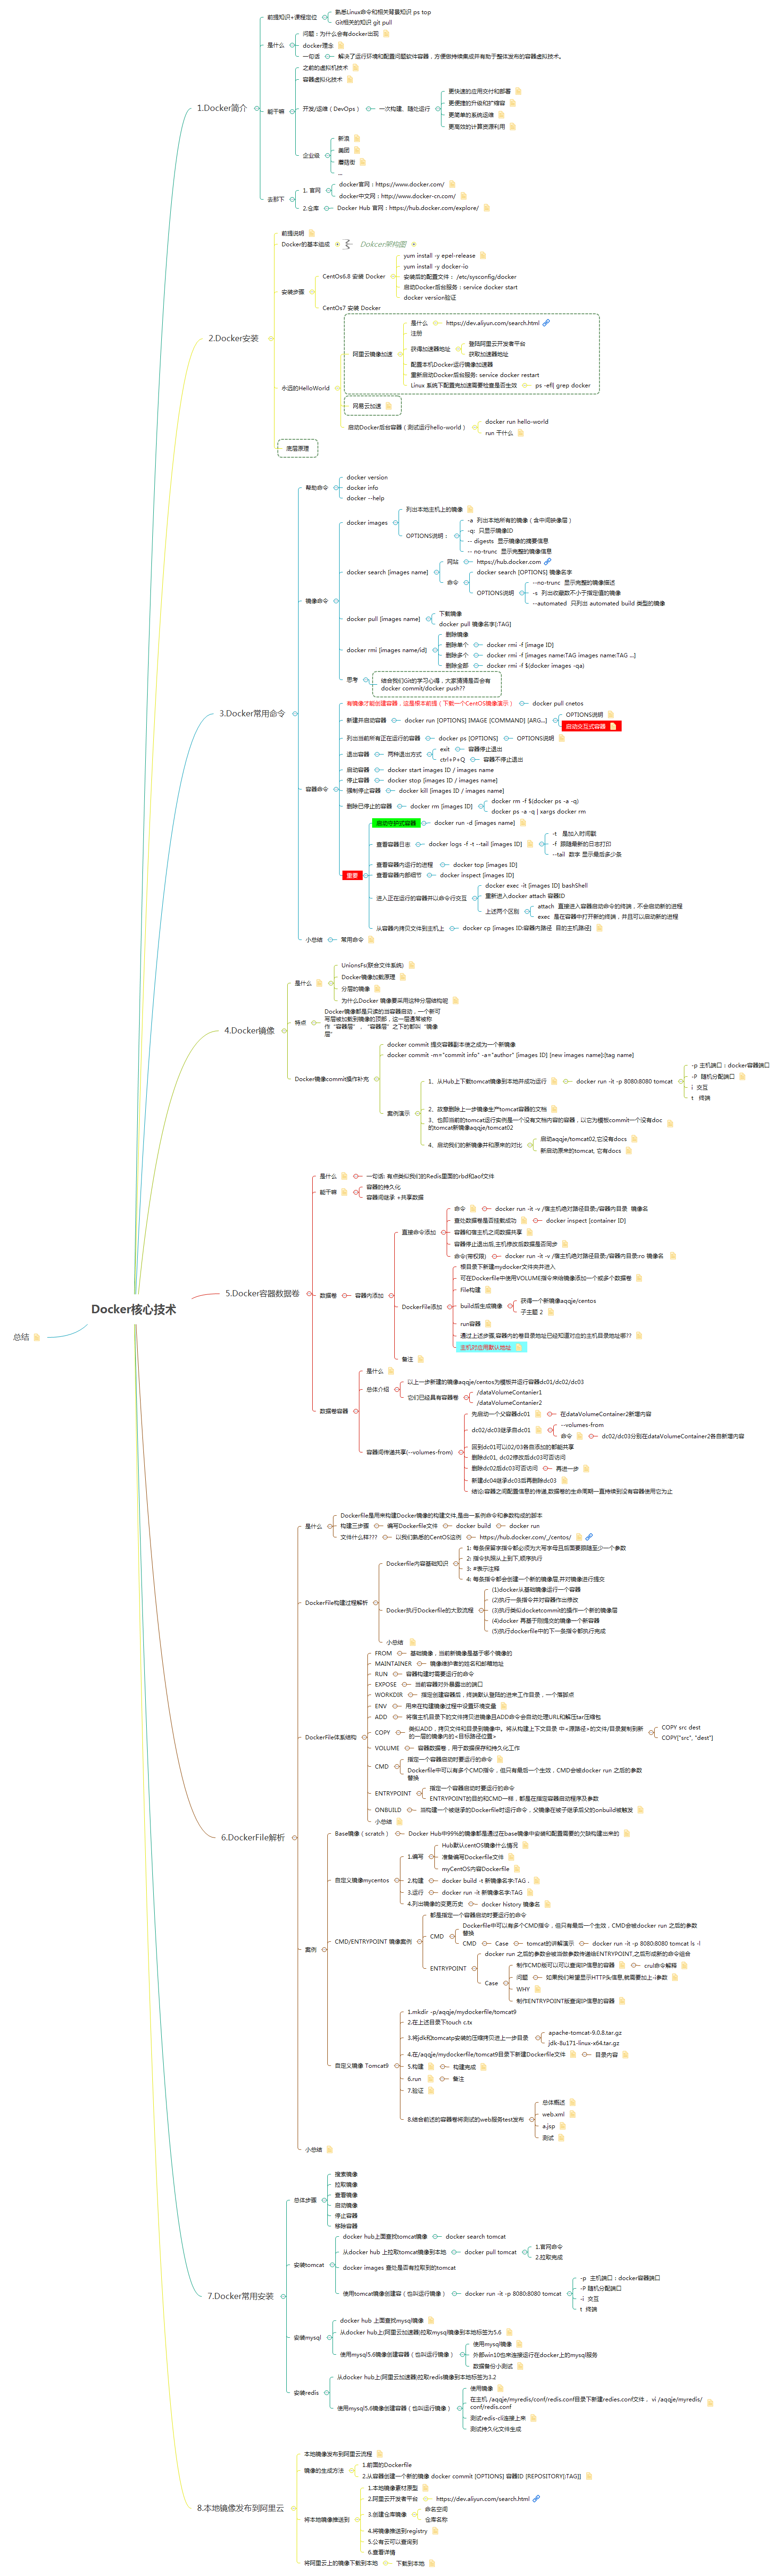 Docker核心技术
总结
1.Docker简介
前提知识+课程定位
熟悉Linux命令和相关背景知识 ps top
Git相关的知识 git pull
是什么
问题：为什么会有docker出现
docker理念
一句话
解决了运行环境和配置问题软件容器，方便做持续集成并有助于整体发布的容器虚拟技术。
能干嘛
之前的虚拟机技术
容器虚拟化技术
开发/运维（DevOps）
一次构建、随处运行
更快速的应用交付和部署
更便捷的升级和扩缩容
更简单的系统运维
更高效的计算资源利用
企业级
新浪
美团
蘑菇街
...
去那下
1. 官网
docker官网：https://www.docker.com/
docker中文网：http://www.docker-cn.com/
2.仓库
Docker Hub 官网：https://hub.docker.com/explore/
2.Docker安装
前提说明
Docker的基本组成
Dokcer架构图
安装步骤
CentOs6.8 安装 Docker
yum install -y epel-release
yum install -y docker-io
安装后的配置文件： /etc/sysconfig/docker
启动Docker后台服务：service docker start
docker version验证
CentOs7 安装 Docker
永远的HelloWorld
阿里云镜像加速
是什么
https://dev.aliyun.com/search.html
注册
获得加速器地址
登陆阿里云开发者平台
获取加速器地址
配置本机Docker运行镜像加速器
重新启动Docker后台服务: service docker restart
Linux 系统下配置完加速需要检查是否生效
ps -ef| grep docker
网易云加速
启动Docker后台容器（测试运行hello-world）
docker run hello-world
run 干什么
底层原理
3.Docker常用命令
帮助命令
docker version
docker info
docker --help
镜像命令
docker images
列出本地主机上的镜像
OPTIONS说明：
-a 列出本地所有的镜像（含中间映像层）
-q: 只显示镜像ID
-- digests 显示镜像的摘要信息
-- no-trunc 显示完整的镜像信息
docker search [images name]
网站
https://hub.docker.com
命令
docker search [OPTIONS] 镜像名字
OPTIONS说明
--no-trunc 显示完整的镜像描述
-s 列出收藏数不小于指定值的镜像
--automated 只列出 automated build 类型的镜像
docker pull [images name]
下载镜像
docker pull 镜像名字[:TAG]
docker rmi [images name/id]
删除镜像
删除单个
docker rmi -f [image ID]
删除多个
docker rmi -f [images name:TAG images name:TAG ...]
删除全部
docker rmi -f $(docker images -qa)
思考
结合我们Git的学习心得，大家猜猜是否会有
docker commit/docker push??
容器命令
有镜像才能创建容器，这是根本前提（下载一个CentOS镜像演示）
docker pull cnetos
新建并启动容器
docker run [OPTIONS] IMAGE [COMMAND] [ARG...]
OPTIONS说明
启动交互式容器
列出当前所有正在运行的容器
docker ps [OPTIONS]
OPTIONS说明
退出容器
两种退出方式
exit
容器停止退出
ctrl+P+Q
容器不停止退出
启动容器
docker start images ID / images name
停止容器
docker stop [images ID / images name]
强制停止容器
docker kill [images ID / images name]
删除已停止的容器
docker rm [images ID]
docker rm -f $(docker ps -a -q)
docker ps -a -q | xargs docker rm
重要
启动守护式容器
docker run -d [images name]
查看容器日志
docker logs -f -t --tail [images ID]
-t 是加入时间戳
-f 跟随最新的日志打印
--tail 数字 显示最后多少条
查看容器内运行的进程
docker top [images ID]
查看容器内部细节
docker inspect [images ID]
进入正在运行的容器并以命令行交互
docker exec -it [images ID] bashShell
重新进入docker attach 容器ID
上述两个区别
attach 直接进入容器启动命令的终端，不会启动新的进程
exec 是在容器中打开新的终端，并且可以启动新的进程
从容器内拷贝文件到主机上
docker cp [images ID:容器内路径 目的主机路径]
小总结
常用命令
4.Docker镜像
是什么
UnionsFs(联合文件系统)
Docker镜像加载原理
分层的镜像
为什么Docker 镜像要采用这种分层结构呢
特点
Docker镜像都是只读的当容器启动，一个新可
写层被加载到镜像的顶部，这一层通常被称
作“容器层”，“容器层”之下的都叫“镜像
层”
Docker镜像commit操作补充
docker commit 提交容器副本使之成为一个新镜像
docker commit -m="commit info" -a="author" [images ID] [new images name]:[tag name]
案例演示
1、从Hub上下载tomcat镜像到本地并成功运行
docker run -it -p 8080:8080 tomcat
-p 主机端口：docker容器端口
-P 随机分配端口
i 交互
t 终端
2、故意删除上一步镜像生产tomcat容器的文档
3、也即当前的tomcat运行实例是一个没有文档内容的容器，以它为模板commit一个没有doc
的tomcat新镜像aqqje/tomcat02
4、启动我们的新镜像并和原来的对比
启动aqqje/tomcat02,它没有docs
新启动原来的tomcat, 它有docs
5.Docker容器数据卷
是什么
一句话: 有点类似我们的Redis里面的rbd和aof文件
能干嘛
容器的持久化
容器间继承 +共享数据
数据卷
容器内添加
直接命令添加
命令
docker run -it -v /宿主机绝对路径目录:/容器内目录 镜像名
查处数据卷是否挂载成功
docker inspect [container ID]
容器和宿主机之间数据共享
容器停止退出后,主机修改后数据是否同步
命令(带权限)
docker run -it -v /宿主机绝对路径目录:/容器内目录:ro 镜像名
Dockerfile添加
根目录下新建mydocker文件夹并进入
可在Dockerfile中使用VOLUME指令来给镜像添加一个或多个数据卷
File构建
build后生成镜像
获得一个新镜像aqqje/centos
子主题 2
run容器
通过上述步骤,容器内的卷目录地址已经知道对应的主机目录地址哪??
主机对应用默认地址
备注
数据卷容器
是什么
总体介绍
以上一步新建的镜像aqqje/centos为模板并运行容器dc01/dc02/dc03
它们已经具有容器卷
/dataVolumeContanier1
/dataVolumeContanier2
容器间传递共享(--volumes-from)
先启动一个父容器dc01
在dataVolumeContainer2新增内容
dc02/dc03继承自dc01
--volumes-from
命令
dc02/dc03分别在dataVolumeContainer2各自新增内容
回到dc01可以02/03各自添加的都能共享
删除dc01, dc02修改后dc03可否访问
删除dc02后dc03可否访问
再进一步
新建dc04继承dc03后再删除dc03
结论:容器之间配置信息的传递,数据卷的生命周期一直持续到没有容器使用它为止
6.DockerFile解析
是什么
Dockerfile是用来构建Docker镜像的构建文件,是由一系例命令和参数构成的脚本
构建三步骤
编写Dockerfile文件
docker build
docker run
文件什么样???
以我们熟悉的CentOS这例
https://hub.docker.com/_/centos/
DockerFile构建过程解析
Dockerfile内容基础知识
1: 每条保留字指令都必须为大写字母且后面要跟随至少一个参数
2: 指令执照从上到下,顺序执行
3: #表示注释
4: 每条指令都会创建一个新的镜像层,并对镜像进行提交
Docker执行Dockerfile的大致流程
(1)docker从基础镜像运行一个容器
(2)执行一条指令并对容器作出修改
(3)执行类似docketcommit的操作一个新的镜像层
(4)docker 再基于刚提交的镜像一个新容器
(5)执行dockerfile中的下一条指令都执行完成
小总结
DockerFile体系结构
FROM
基础镜像，当前新镜像是基于哪个镜像的
MAINTAINER
镜像维护者的姓名和邮箱地址
RUN
容器构建时需要运行的命令
EXPOSE
当前容器对外暴露出的端口
WORKDIR
指定创建容器后，终端默认登陆的进来工作目录，一个落脚点
ENV
用来在构建镜像过程中设置环境变量
ADD
将宿主机目录下的文件拷贝进镜像且ADD命令会自动处理URL和解压tar压缩包
COPY
类似ADD，拷贝文件和目录到镜像中。将从构建上下文目录 中<源路径>的文件/目录复制到新
的一层的镜像内的<目标路径位置>
COPY src dest
COPY["src", "dest"]
VOLUME
容器数据卷，用于数据保存和持久化工作
CMD
指定一个容器启动时要运行的命令
Dockerfile中可以有多个CMD指令，但只有最后一个生效，CMD会被docker run 之后的参数
替换
ENTRYPOINT
指定一个容器启动时要运行的命令
ENTRYPOINT的目的和CMD一样，都是在指定容器启动程序及参数
ONBUILD
当构建一个被继承的Dockerfile时运行命令，父镜像在被子继承后父的onbuild被触发
小总结
案例
Base镜像（scratch）
Docker Hub中99%的镜像都是通过在base镜像中安装和配置需要的欠缺构建出来的
自定义镜像mycentos
1.编写
Hub默认centOS镜像什么情况
准备编写Dockerfile文件
myCentOS内容Dockerfile
2.构建
docker build -t 新镜像名字:TAG .
3.运行
docker run -it 新镜像名字:TAG
4.列出镜像的变更历史
docker history 镜像名
CMD/ENTRYPOINT 镜像案例
都是指定一个容器启动时要运行的命令
CMD
Dockerfile中可以有多个CMD指令，但只有最后一个生效，CMD会被docker run 之后的参数
替换
CMD
Case
tomcat的讲解演示
docker run -it -p 8080:8080 tomcat ls -l
ENTRYPOINT
docker run 之后的参数会被当做参数传递给ENTRYPOINT,之后形成新的命令组合
Case
制作CMD版可以可以查询IP信息的容器
crul命令解释
问题
如果我们希望显示HTTP头信息,就需要加上-i参数
WHY
制作ENTRYPOINT版查询IP信息的容器
自定义镜像 Tomcat9
1.mkdir -p/aqqje/mydockerfile/tomcat9
2.在上述目录下touch c.tx
3.将jdk和tomcatp安装的压缩拷贝进上一步目录
apache-tomcat-9.0.8.tar.gz
jdk-8u171-linux-x64.tar.gz
4.在/aqqje/mydockerfile/tomcat9目录下新建Dockerfile文件
目录内容
5.构建
构建完成
6.run
备注
7.验证
8.结合前述的容器卷将测试的web服务test发布
总体概述
web.xml
a.jsp
测试
小总结
7.Docker常用安装
总体步骤
搜索镜像
拉取镜像
查看镜像
启动镜像
停止容器
移除容器
安装tomcat
docker hub上面查找tomcat镜像
docker search tomcat
从docker hub 上拉取tomcat镜像到本地
docker pull tomcat
1.官网命令
2.拉取完成
docker images 查处是否有拉取到的tomcat
使用tomcat镜像创建容（也叫运行镜像）
docker run -it -p 8080:8080 tomcat
-p 主机端口：docker容器端口
-P 随机分配端口
-i 交互
t 终端
安装mysql
docker hub 上面查找mysql镜像
从docker hub上(阿里云加速器)拉取mysql镜像到本地标签为5.6
使用mysql5.6镜像创建容器（也叫运行镜像）
使用mysql镜像
外部win10也来连接运行在docker上的mysql服务
数据备份小测试
安装redis
从docker hub上(阿里云加速器)拉取redis镜像到本地标签为3.2
使用mysql5.6镜像创建容器（也叫运行镜像）
使用镜像
在主机 /aqqje/myredis/conf/redis.conf目录下新建redies.conf文件， vi /aqqje/myredis/
conf/redis.conf
测试redis-cli连接上来
测试持久化文件生成
8.本地镜像发布到阿里云
本地镜像发布到阿里云流程
镜像的生成方法
1.前面的Dockerfile
2.从容器创建一个新的镜像 docker commit [OPTIONS] 容器ID [REPOSITORY[:TAG]]
将本地镜像推送到
1.本地镜像素材原型
2.阿里云开发者平台
https://dev.aliyun.com/search.html
3.创建仓库镜像
命名空间
仓库名称
4.将镜像推送到registry
5.公有云可以查询到
6.查看详情
将阿里云上的镜像下载到本地
下载到本地